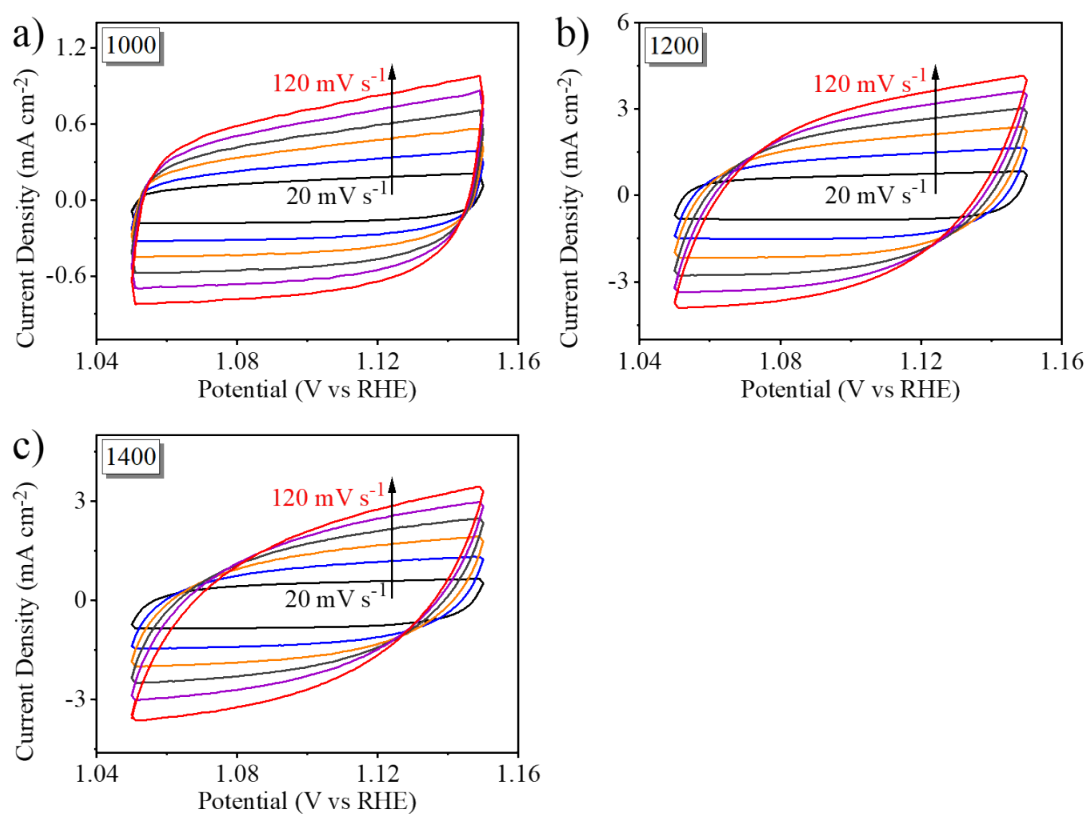 a)
1000
120 mV s⁻¹
20 mV s⁻¹
1.2
0.6
0.0
-0.6
Current Density (mA cm⁻²)
1.04
1.08
1.12
1.16
Potential (V vs RHE)
b)
1200
120 mV s⁻¹
20 mV s⁻¹
6
3
0
-3
Current Density (mA cm⁻²)
1.04
1.08
1.12
1.16
Potential (V vs RHE)
c)
1400
120 mV s⁻¹
20 mV s⁻¹
3
0
-3
Current Density (mA cm⁻²)
1.04
1.08
1.12
1.16
Potential (V vs RHE)